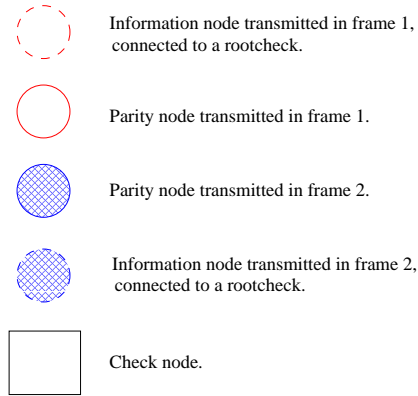 Information node transmitted in frame 1,
connected to a rootcheck.
Parity node transmitted in frame 1.
Parity node transmitted in frame 2.
Information node transmitted in frame 2,
connected to a rootcheck.
Check node.